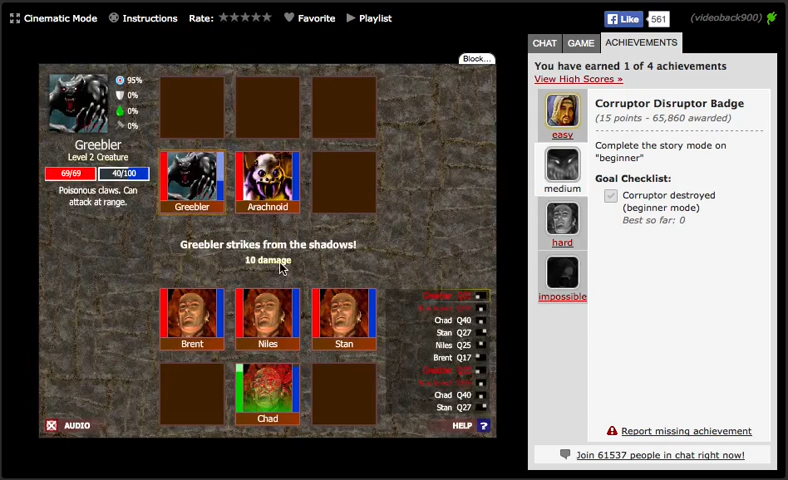 Cinematic Mode
Instructions
Rate:
Favorite
Playlist
Like
561
(videoback900)
Block...
95%
0%
0%
0%
Greebler
Level 2 Creature
69/69
40/100
Poisonous claws. Can
attack at range.
Greebler
Arachnoid
Greebler strikes from the shadows!
10 damage
Brent
Niles
Stan
Chad
Chad Q40
Stan Q27
Niles Q25
Brent Q17
Chad Q40
Stan Q27
AUDIO
HELP ?
CHAT
GAME
ACHIEVEMENTS
You have earned 1 of 4 achievements
View High Scores »
easy
medium
hard
impossible
Corruptor Disruptor Badge
(15 points - 65,860 awarded)
Complete the story mode on
"beginner"
Goal Checklist:
Corruptor destroyed
(beginner mode)
Best so far: 0
Report missing achievement
Join 61537 people in chat right now!